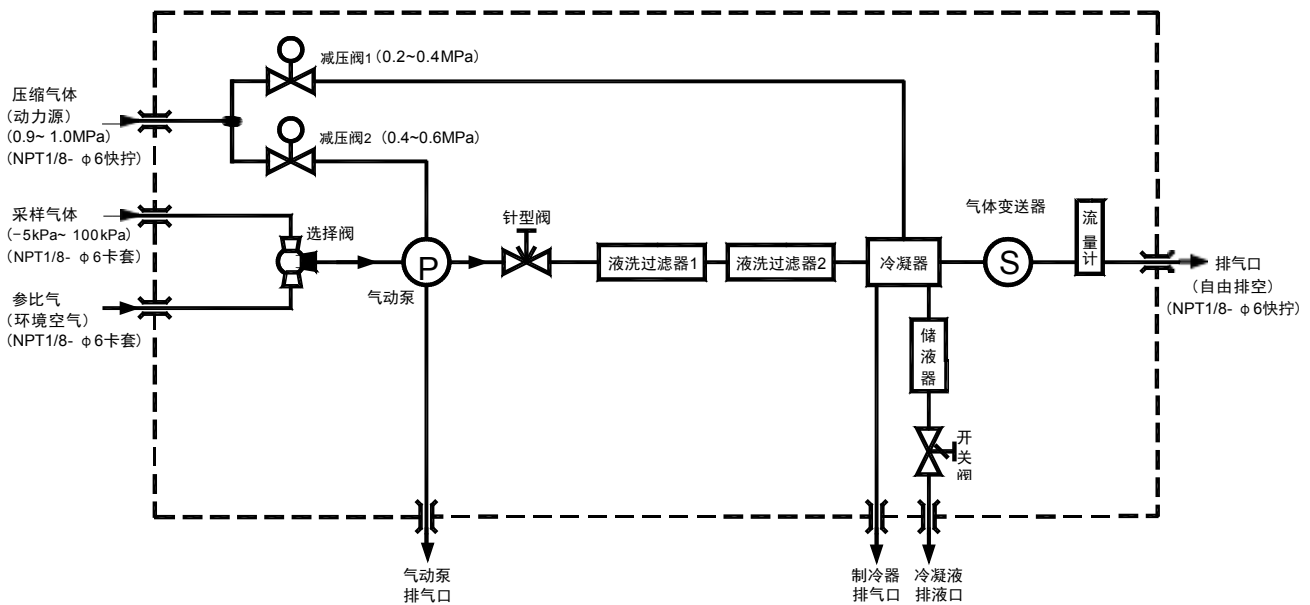 减压阀1 (0.2~0.4MPa)
压缩气体
(动力源)
(0.9~ 1.0MPa)
(NPT1/8- φ6快拧)
减压阀2 (0.4~0.6MPa)
采样气体
(-5kPa~ 100kPa)
(NPT1/8- φ6卡套)
选择阀
参比气
(环境空气)
(NPT1/8- φ6卡套)
P
气动泵
针型阀
液洗过滤器1
液洗过滤器2
冷凝器
气体变送器
S
流量计
排气口
(自由排空)
(NPT1/8- φ6快拧)
储液器
开关阀
气动泵
排气口
制冷器
排气口
冷凝液
排液口